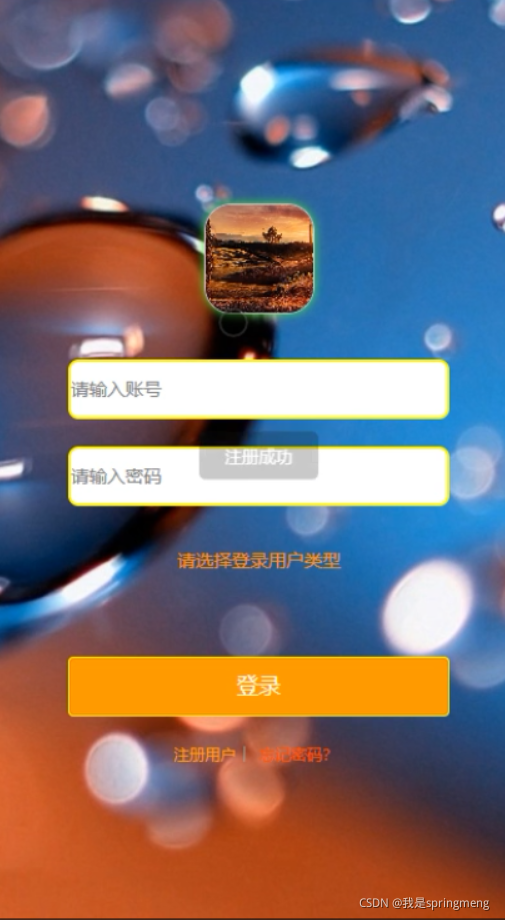 请输入账号
注册成功
请输入密码
请选择登录用户类型
登录
注册用户 | 忘记密码?
CSDN @我是springmeng